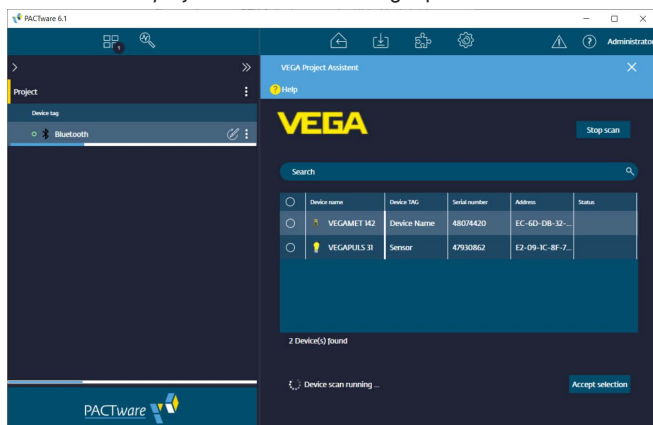 PACTware 6.1
1
? Administrato
> »
VEGA Project Assistent
Project
? Help
Device tag
Bluetooth
VEGA
Stop scan
Search
Device name Device TAG Serial number Address Status
VEGAMET 142 Device Name 48074420 EC-6D-DB-32-...
VEGAPULS 31 Sensor 47930862 E2-09-1C-8F-7...
2 Device(s) found
Device scan running ...
Accept selection
PACTware